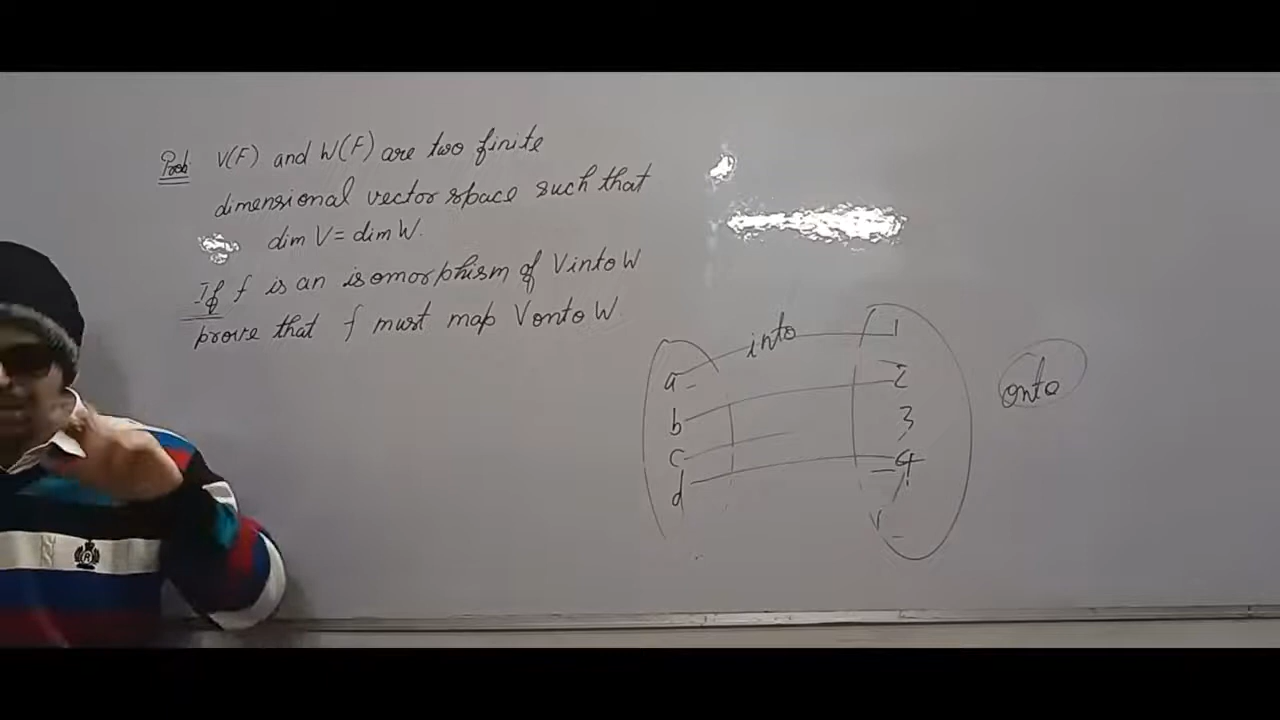 Prob V(F) and W(F) are two finite
dimensional vector space such that
dim V = dim W.
If f is an isomorphism of V into W
prove that f must map V onto W.
into
a
b
c
d
1
2
3
4
onto
R